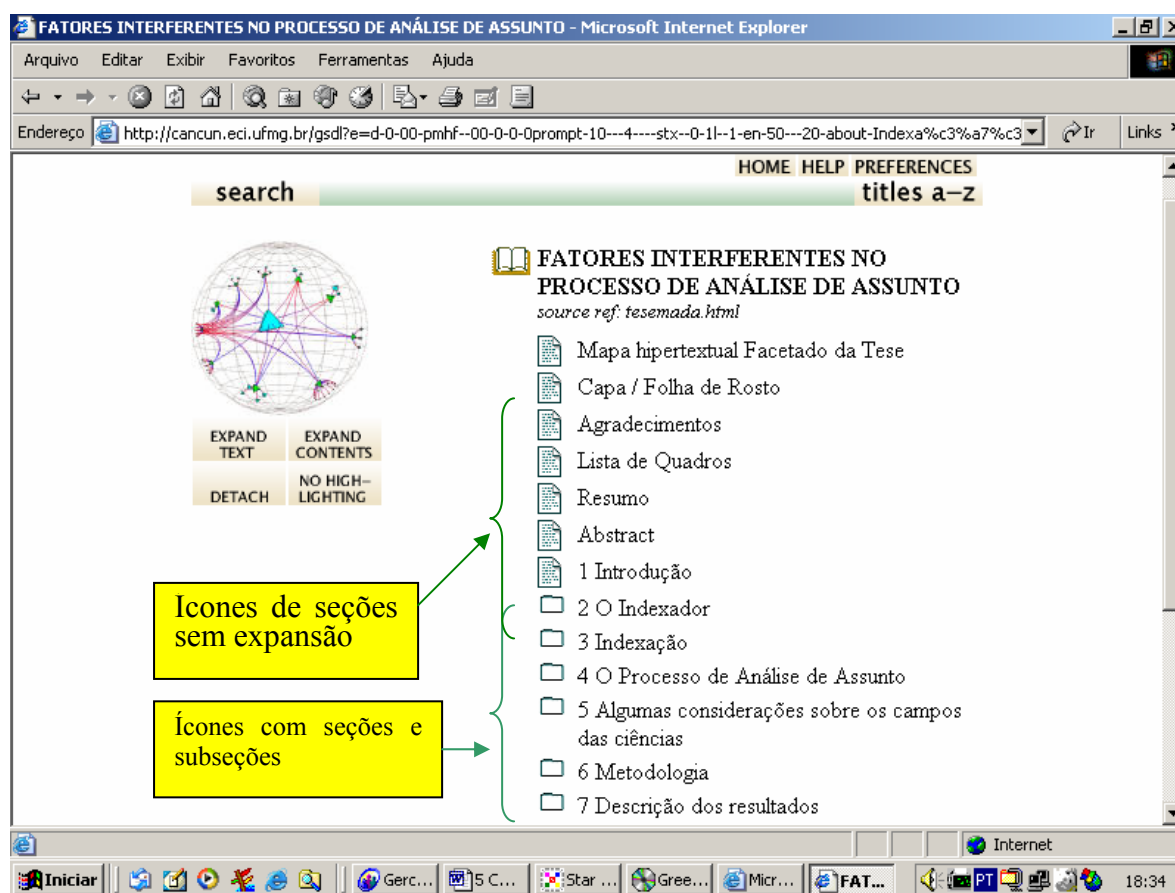 FATORES INTERFERENTES NO PROCESSO DE ANÁLISE DE ASSUNTO - Microsoft Internet Explorer
Arquivo Editar Exibir Favoritos Ferramentas Ajuda
Endereço http://cancun.eci.ufmg.br/gsdl?e=d-0-00-pmhf--00-0-0-0prompt-10---4----stx--0-1l--1-en-50---20-about-Indexa%c3%a7%c3 Ir Links
HOME HELP PREFERENCES
search titles a–z
FATORES INTERFERENTES NO
PROCESSO DE ANÁLISE DE ASSUNTO
source ref: tesemada.html
Mapa hipertextual Facetado da Tese
Capa / Folha de Rosto
Agradecimentos
Lista de Quadros
Resumo
Abstract
1 Introdução
2 O Indexador
3 Indexação
4 O Processo de Análise de Assunto
5 Algumas considerações sobre os campos
das ciências
6 Metodologia
7 Descrição dos resultados
EXPAND TEXT
EXPAND CONTENTS
DETACH
NO HIGH–
LIGHTING
Icones de seções
sem expansão
Ícones com seções e
subseções
Internet
Iniciar Gerc... 5 C... Star ... Gree... Micr... FAT... PT 18:34